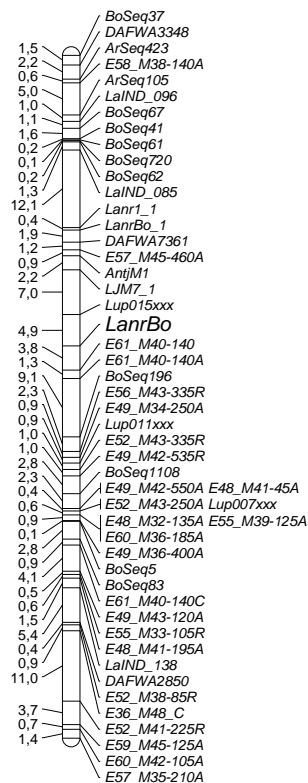 BoSeq37
1,5 DAFWA3348
2,2 ArSeq423
0,6 E58_M38-140A
5,0 ArSeq105
1,0 LaIND_096
1,1 BoSeq67
1,6 BoSeq41
0,2 BoSeq61
0,1 BoSeq720
0,2 BoSeq62
1,3 LaIND_085
12,1 Lanr1_1
0,4 LanrBo_1
1,9 DAFWA7361
1,2 E57_M45-460A
0,9 AntjM1
2,2 LJM7_1
7,0 Lup015xxx
4,9 LanrBo
3,8 E61_M40-140
1,3 E61_M40-140A
9,1 BoSeq196
2,3 E56_M43-335R
0,9 E49_M34-250A
0,9 Lup011xxx
1,0 E52_M43-335R
1,0 E49_M42-535R
2,8 BoSeq1108
2,3 E49_M42-550A E48_M41-45A
0,4 E52_M43-250A Lup007xxx
0,6 E48_M32-135A E55_M39-125A
0,9 E60_M36-185A
0,1 E49_M36-400A
2,8 BoSeq5
0,9 BoSeq83
4,1 E61_M40-140C
0,5 E49_M43-120A
0,6 E55_M33-105R
1,5 E48_M41-195A
5,4 LaIND_138
0,4 DAFWA2850
0,9 E52_M38-85R
11,0 E36_M48_C
3,7 E52_M41-225R
0,7 E59_M45-125A
1,4 E60_M42-105A
E57_M35-210A